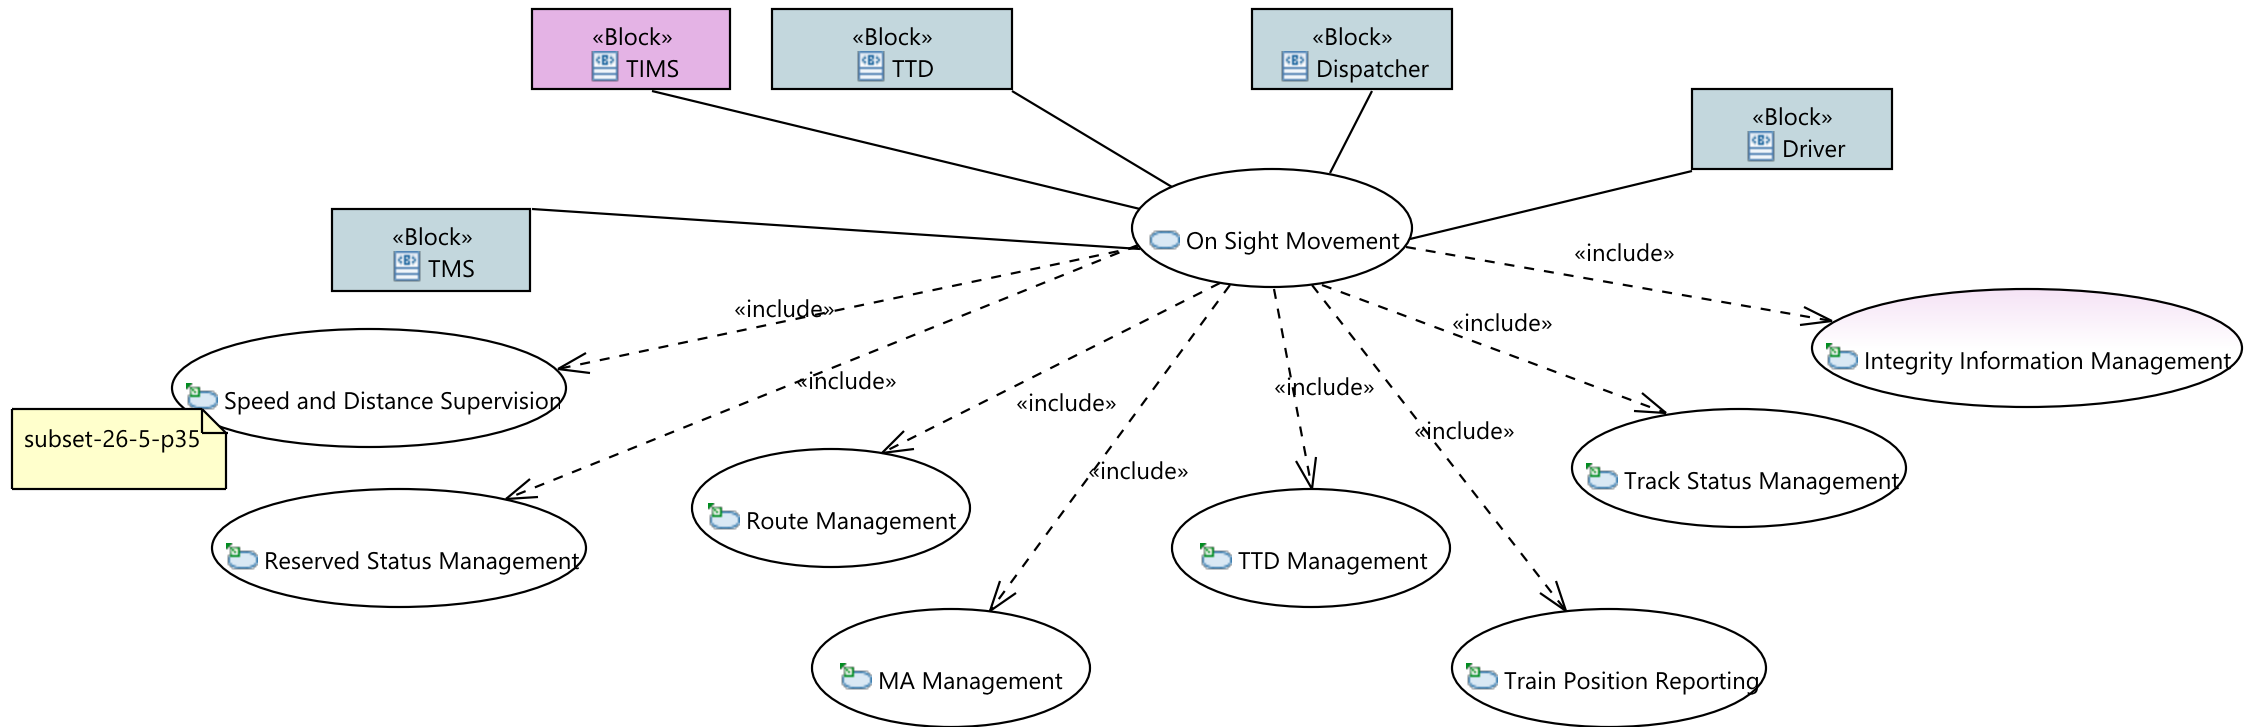 «Block»
TIMS
«Block»
TTD
«Block»
Dispatcher
«Block»
Driver
«Block»
TMS
On Sight Movement
«include»
«include»
«include»
«include»
«include»
«include»
«include»
«include»
Integrity Information Management
Speed and Distance Supervision
subset-26-5-p35
Track Status Management
Route Management
Reserved Status Management
TTD Management
MA Management
Train Position Reporting